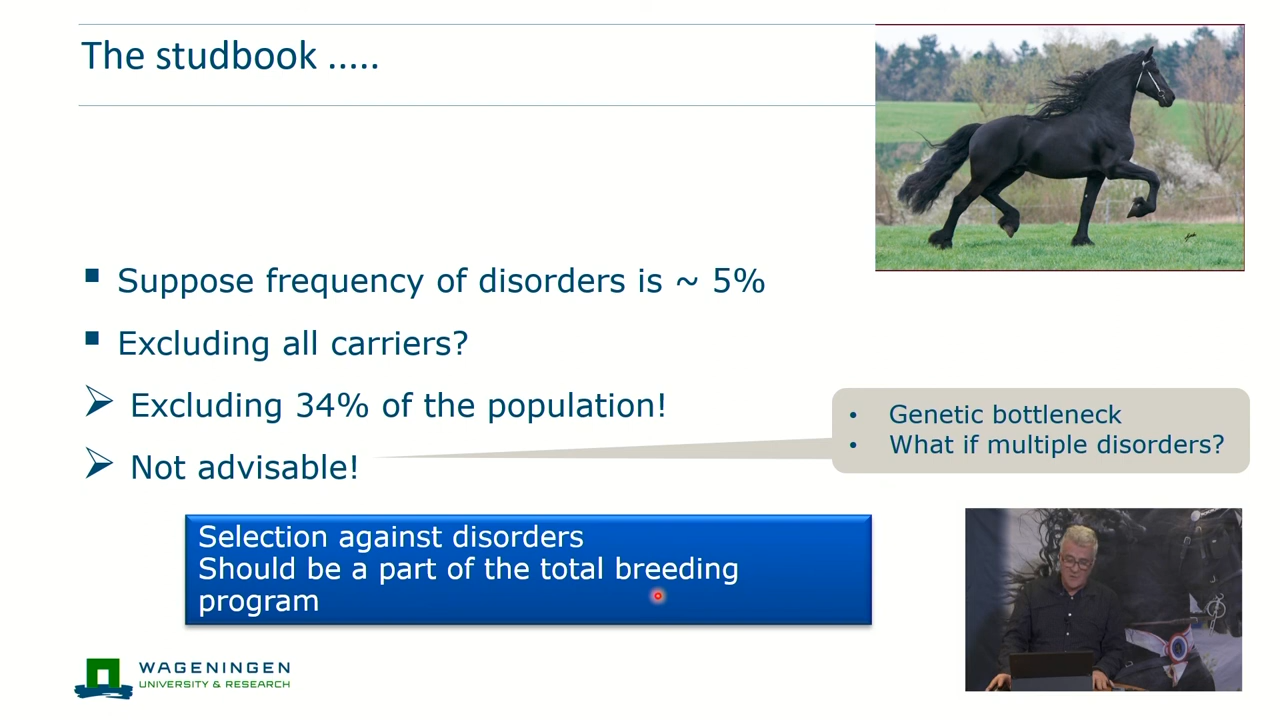 The studbook .....
Suppose frequency of disorders is ~ 5%
Excluding all carriers?
Excluding 34% of the population!
Not advisable!
Genetic bottleneck
What if multiple disorders?
Selection against disorders
Should be a part of the total breeding
program
WAGENINGEN
UNIVERSITY & RESEARCH